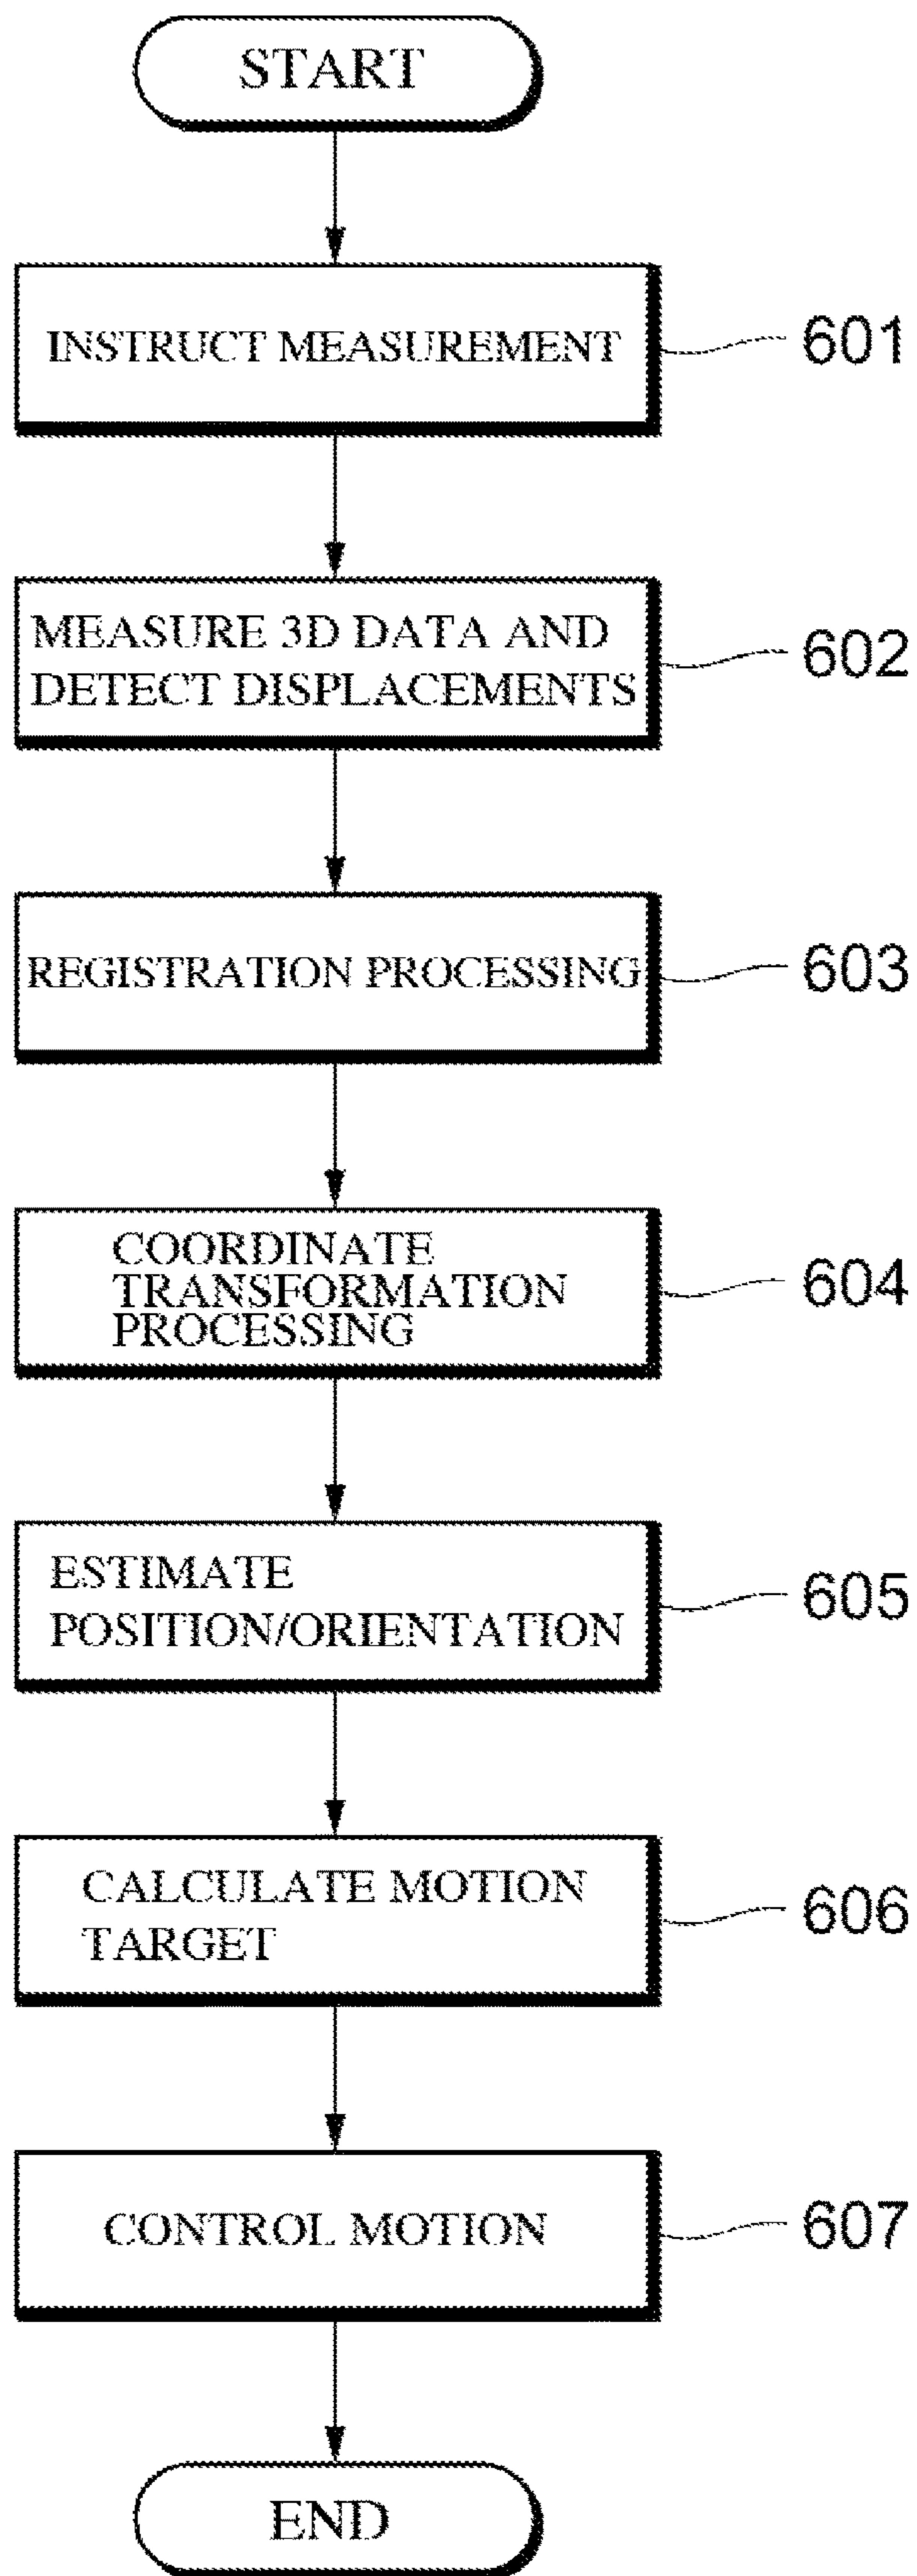 START
INSTRUCT MEASUREMENT
601
MEASURE 3D DATA AND
DETECT DISPLACEMENTS
602
REGISTRATION PROCESSING
603
COORDINATE
TRANSFORMATION
PROCESSING
604
ESTIMATE
POSITION/ORIENTATION
605
CALCULATE MOTION
TARGET
606
CONTROL MOTION
607
END